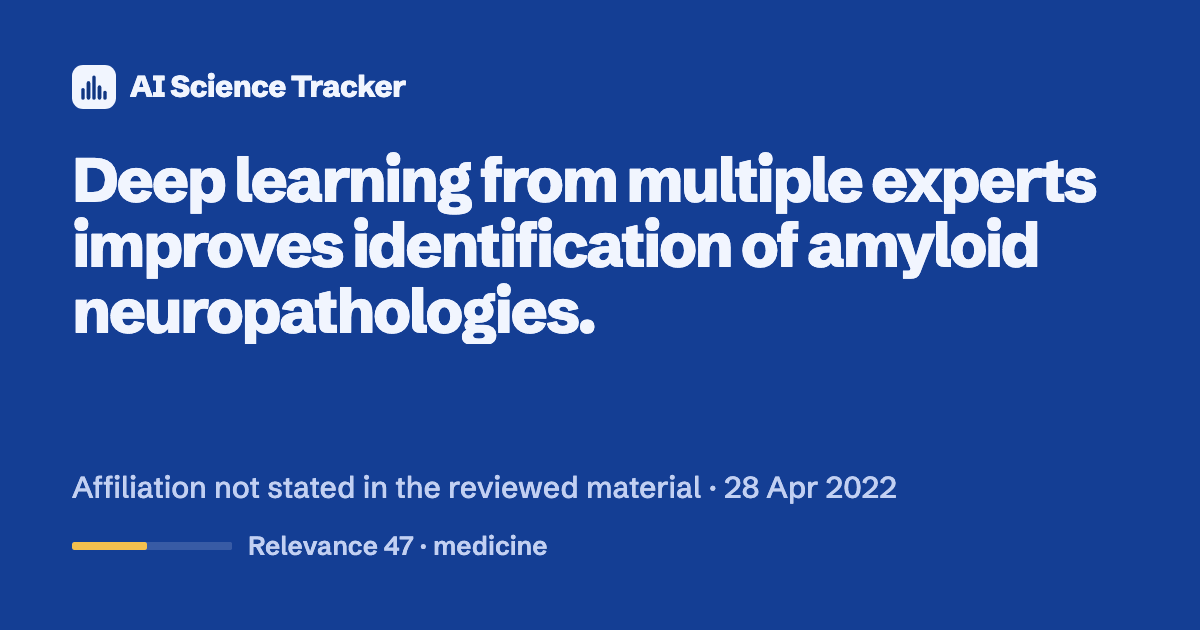 AI Science Tracker
Deep learning from multiple experts
improves identification of amyloid
neuropathologies.
Affiliation not stated in the reviewed material · 28 Apr 2022
Relevance 47 · medicine